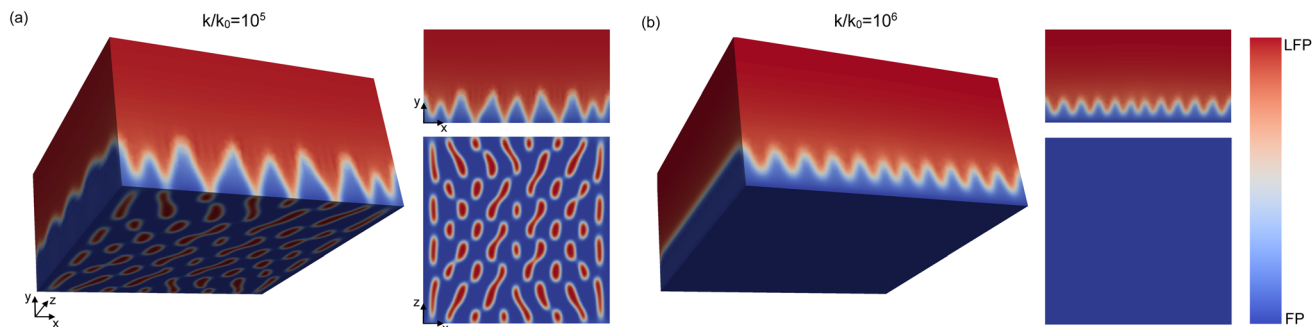 (a)
k/k₀=10⁵
y
x
z
y
z
x
(b)
k/k₀=10⁶
LFP
FP